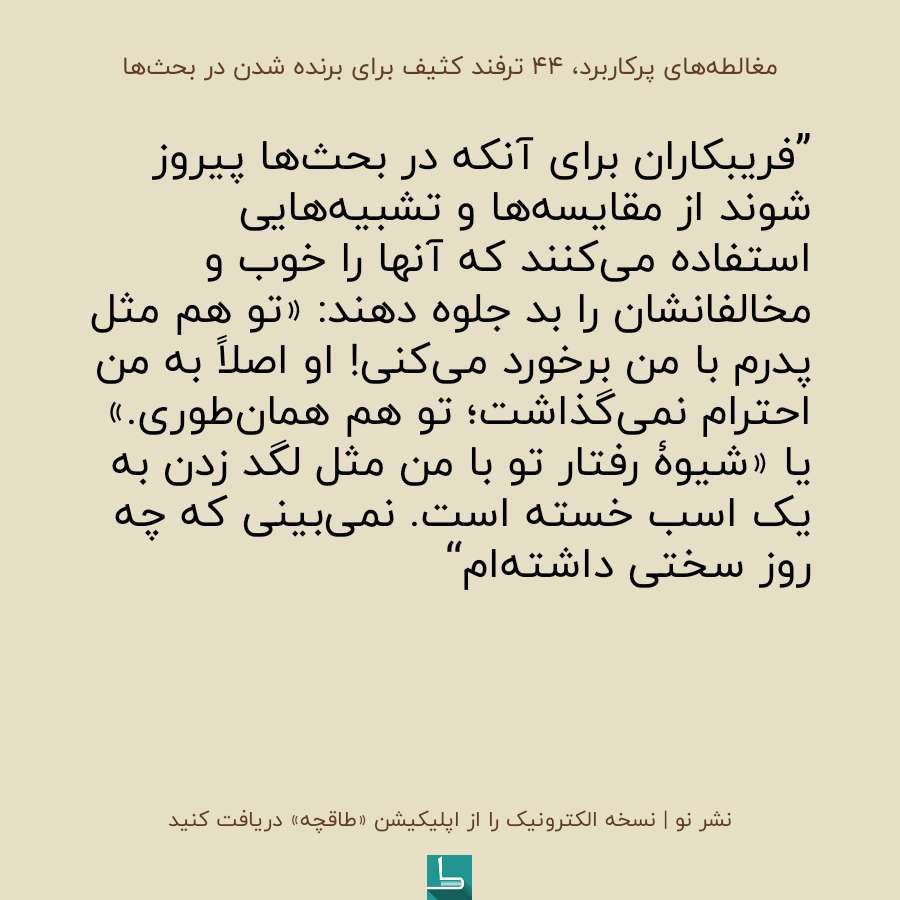 مغالطه‌های پرکاربرد، ۴۴ ترفند کثیف برای برنده شدن در بحث‌ها
”فریبکاران برای آنکه در بحث‌ها پیروز
شوند از مقایسه‌ها و تشبیه‌هایی
استفاده می‌کنند که آنها را خوب و
مخالفانشان را بد جلوه دهند: «تو هم مثل
پدرم با من برخورد می‌کنی! او اصلاً به من
احترام نمی‌گذاشت؛ تو هم همان‌طوری.»
یا «شیوهٔ رفتار تو با من مثل لگد زدن به
یک اسب خسته است. نمی‌بینی که چه
روز سختی داشته‌ام“
نشر نو | نسخه الکترونیک را از اپلیکیشن «طاقچه» دریافت کنید